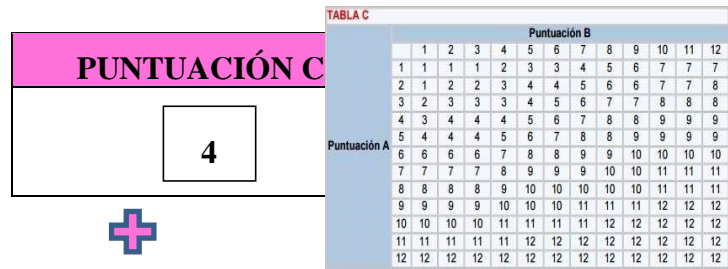 PUNTUACIÓN C
4
TABLA C
Puntuación B
1 2 3 4 5 6 7 8 9 10 11 12
Puntuación A
1 1 1 1 2 3 3 4 5 6 7 7 7
2 1 2 2 3 4 4 5 6 6 7 7 8
3 2 3 3 3 4 5 6 7 7 8 8 8
4 3 4 4 4 5 6 7 8 8 9 9 9
5 4 4 4 5 6 7 8 8 9 9 9 9
6 6 6 6 7 8 8 9 9 10 10 10 10
7 7 7 7 8 9 9 9 10 10 11 11 11
8 8 8 8 9 10 10 10 10 10 11 11 11
9 9 9 9 10 10 10 11 11 11 12 12 12
10 10 10 10 11 11 11 11 12 12 12 12 12
11 11 11 11 11 12 12 12 12 12 12 12 12
12 12 12 12 12 12 12 12 12 12 12 12 12